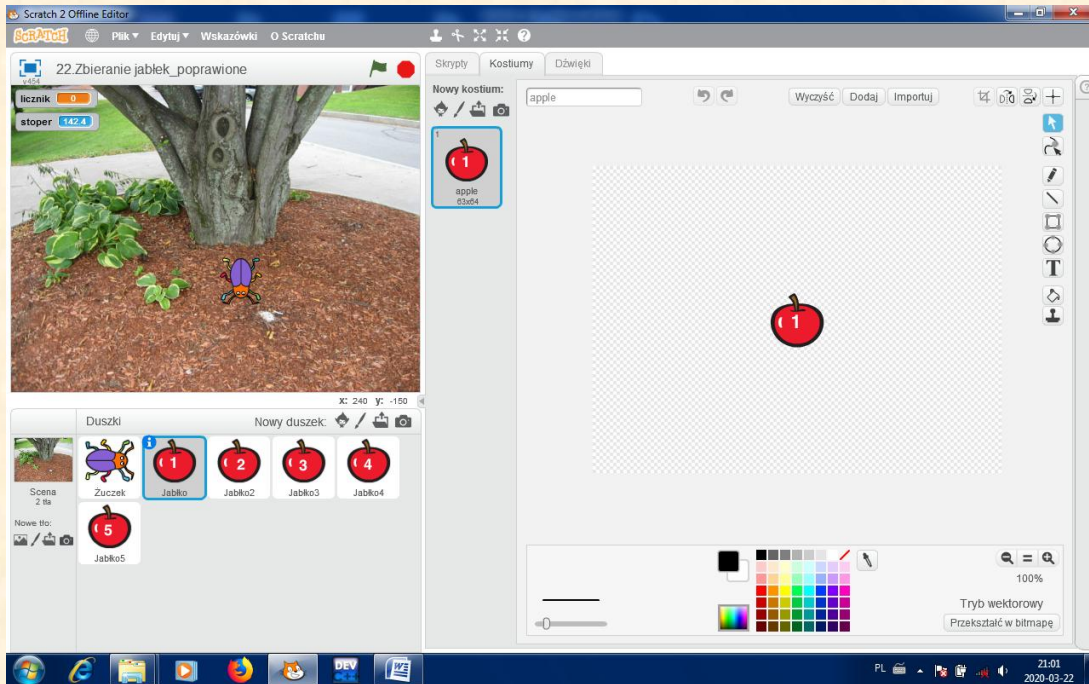 Scratch 2 Offline Editor
SCRATCH Plik Edytuj Wskazówki O Scratchu
22.Zbieranie jabłek_poprawione
v454
licznik 0
stoper 142.4
x: 240 y: -150
Duszki Nowy duszek:
Scena
2 tła
Nowe tło:
1
Żuczek Jabłko
2
Jabłko2
3
Jabłko3
4
Jabłko4
5
Jabłko5
Skrypty Kostiumy Dźwięki
Nowy kostium:
1
1
apple
63x64
apple
Wyczyść Dodaj Importuj
1
T
100%
Tryb wektorowy
Przekształć w bitmapę
DEV
W
PL
21:01
2020-03-22